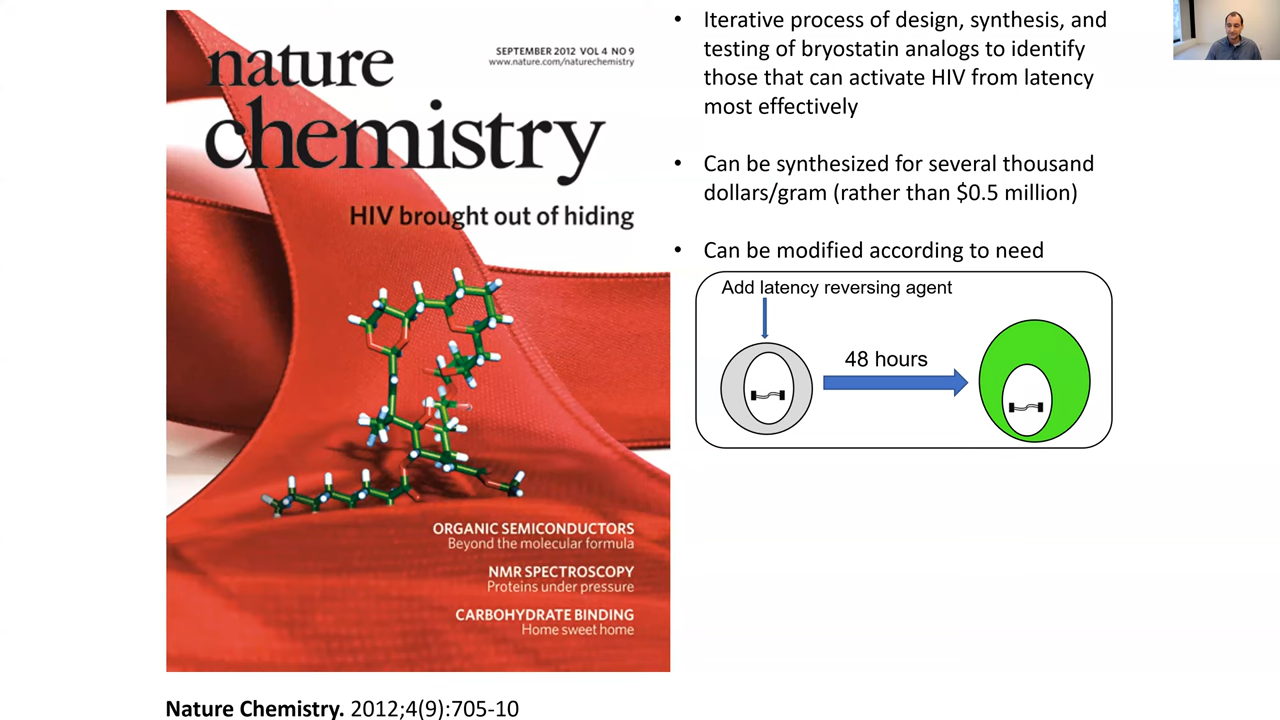 nature
chemistry
SEPTEMBER 2012 VOL 4 NO 9
www.nature.com/naturechemistry
HIV brought out of hiding
ORGANIC SEMICONDUCTORS
Beyond the molecular formula
NMR SPECTROSCOPY
Proteins under pressure
CARBOHYDRATE BINDING
Home sweet home
Nature Chemistry. 2012;4(9):705-10
• Iterative process of design, synthesis, and
testing of bryostatin analogs to identify
those that can activate HIV from latency
most effectively
• Can be synthesized for several thousand
dollars/gram (rather than $0.5 million)
• Can be modified according to need
Add latency reversing agent
48 hours